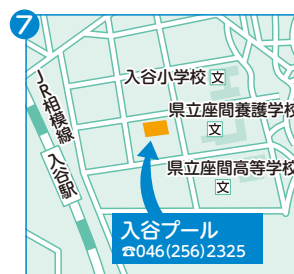 7
入谷小学校 文
JR相模線
県立座間養護学校
文
入谷駅
県立座間高等学校
文
入谷プール
☎046(256)2325